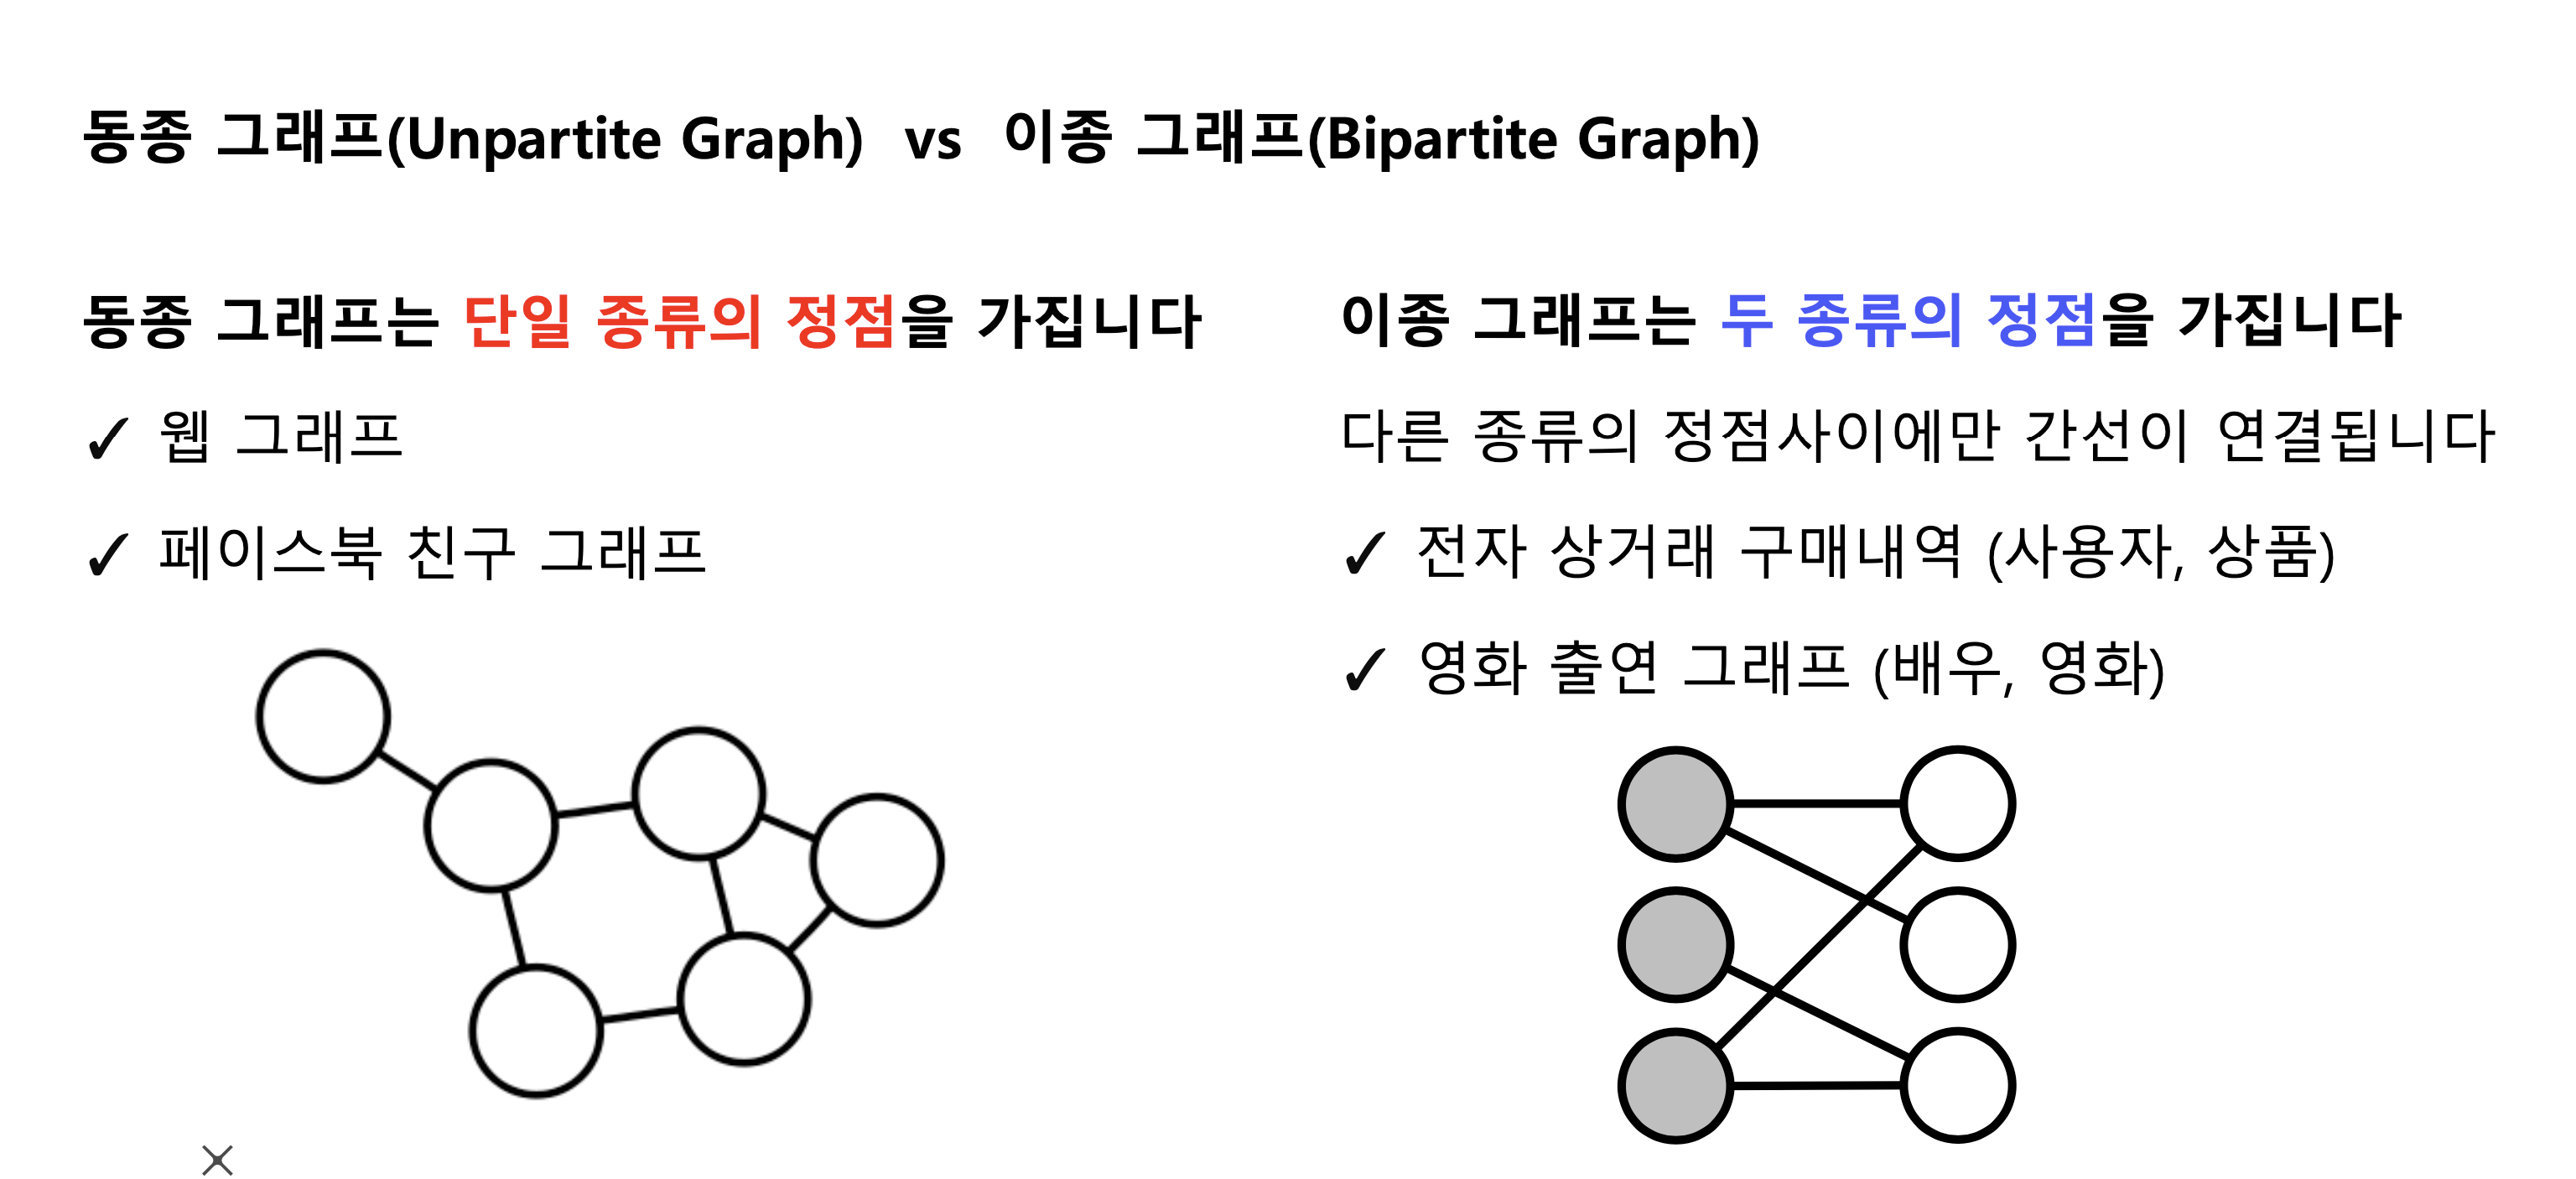 동종 그래프(Unpartite Graph) vs 이종 그래프(Bipartite Graph)
동종 그래프는 단일 종류의 정점을 가집니다
✓ 웹 그래프
✓ 페이스북 친구 그래프
이종 그래프는 두 종류의 정점을 가집니다
다른 종류의 정점사이에만 간선이 연결됩니다
✓ 전자 상거래 구매내역 (사용자, 상품)
✓ 영화 출연 그래프 (배우, 영화)